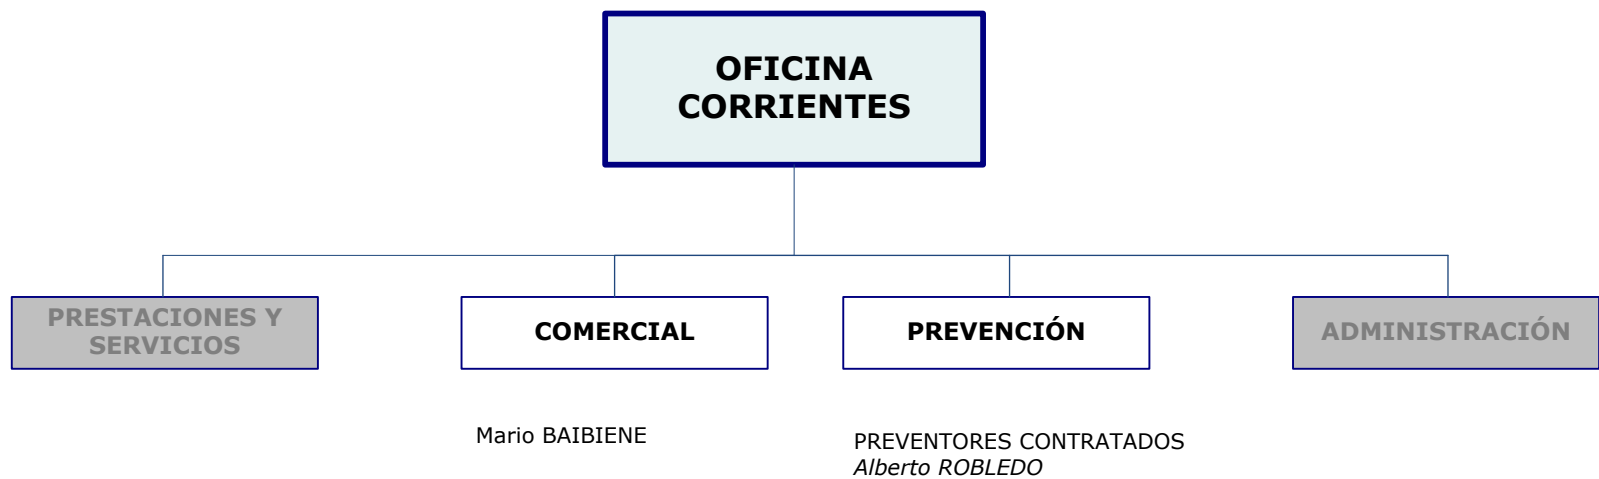 OFICINA
CORRIENTES
PRESTACIONES Y
SERVICIOS
COMERCIAL
PREVENCIÓN
ADMINISTRACIÓN
Mario BAIBIENE
PREVENTORES CONTRATADOS
Alberto ROBLEDO